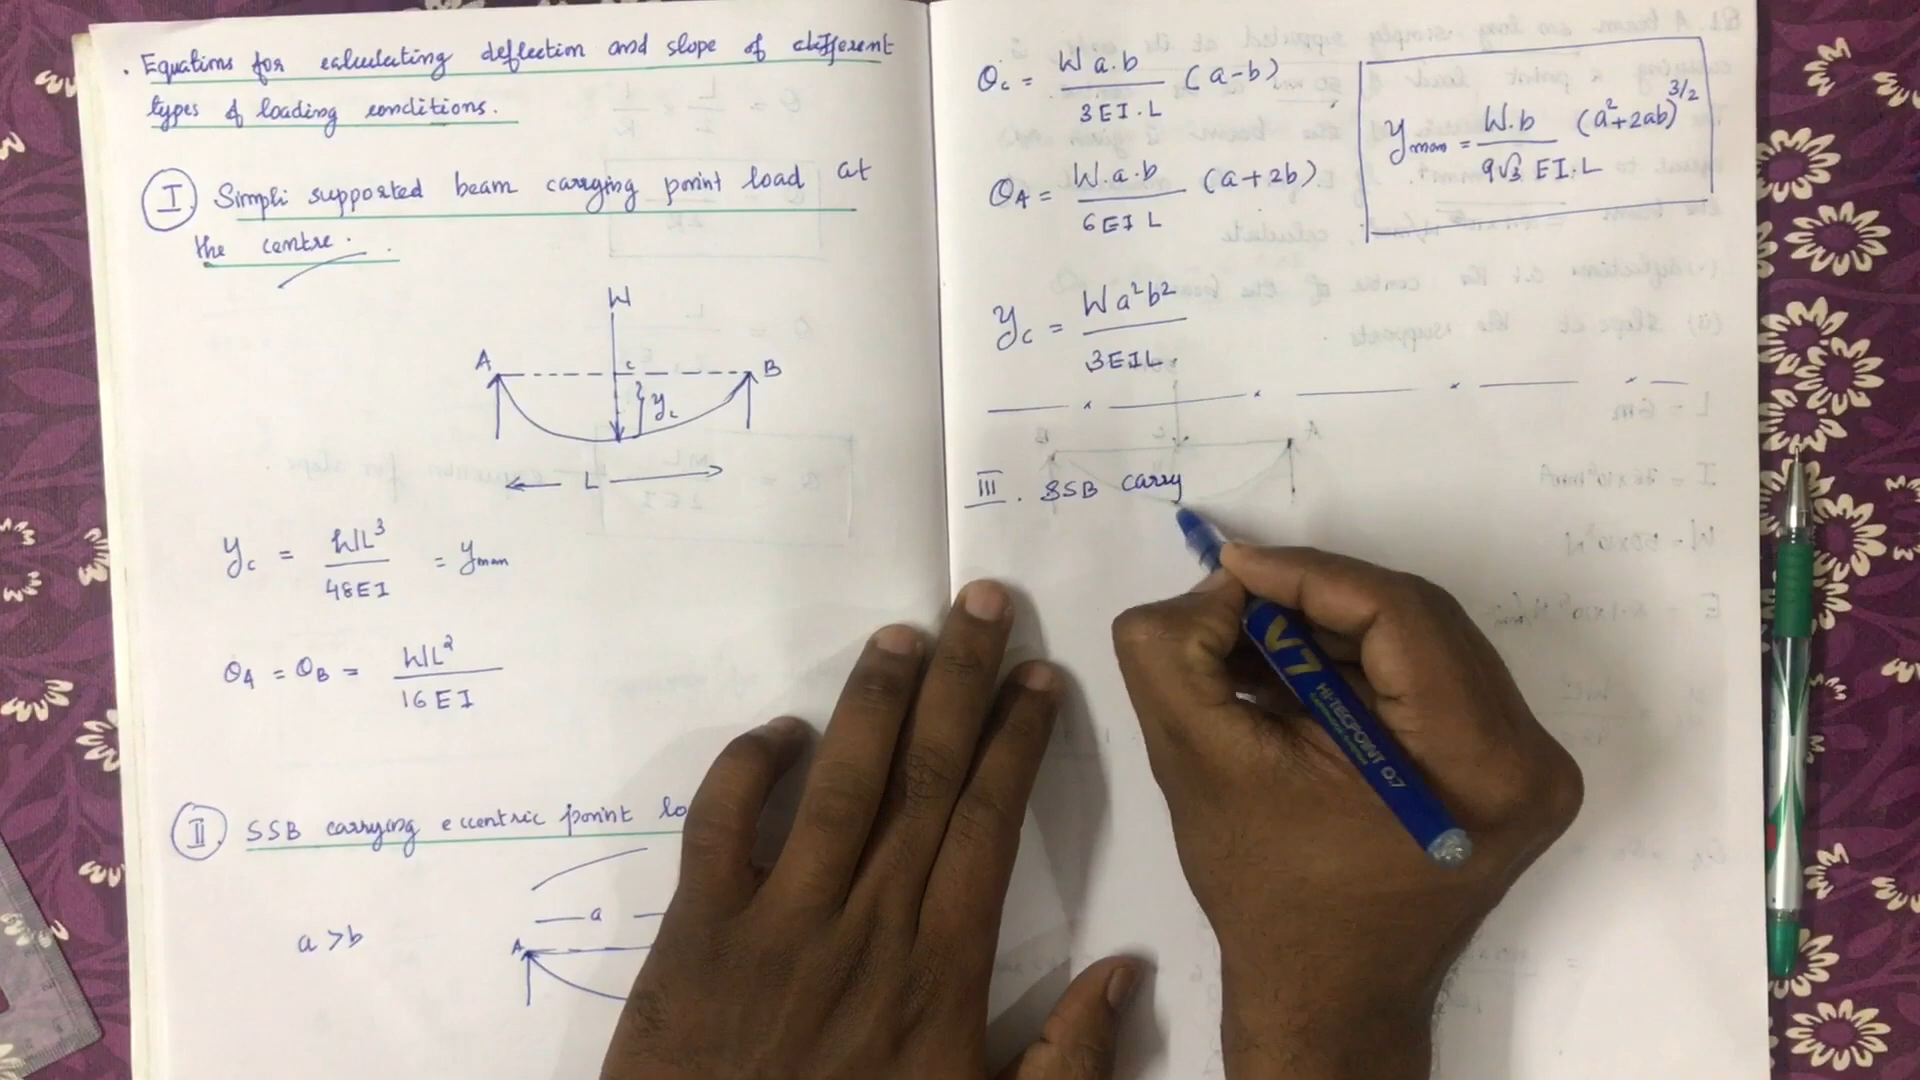 . Equations for calculating deflection and slope of different
types of loading conditions.
I. Simpli supported beam carrying point load at
the centre.
W
A C B
y_c
L
y_c = WL³/48EI = y_max
Θ_A = Θ_B = WL²/16EI
II. SSB carrying eccentric point lo
a
a > b
A
Θ_c = W a.b/3EI.L (a-b)
Θ_A = W.a.b/6EI L (a+2b)
y_max = W.b/9√3 EI.L (a²+2ab)^3/2
y_c = W a²b²/3EIL
III. SSB carry
V7
HI-TECPOINT 0.7